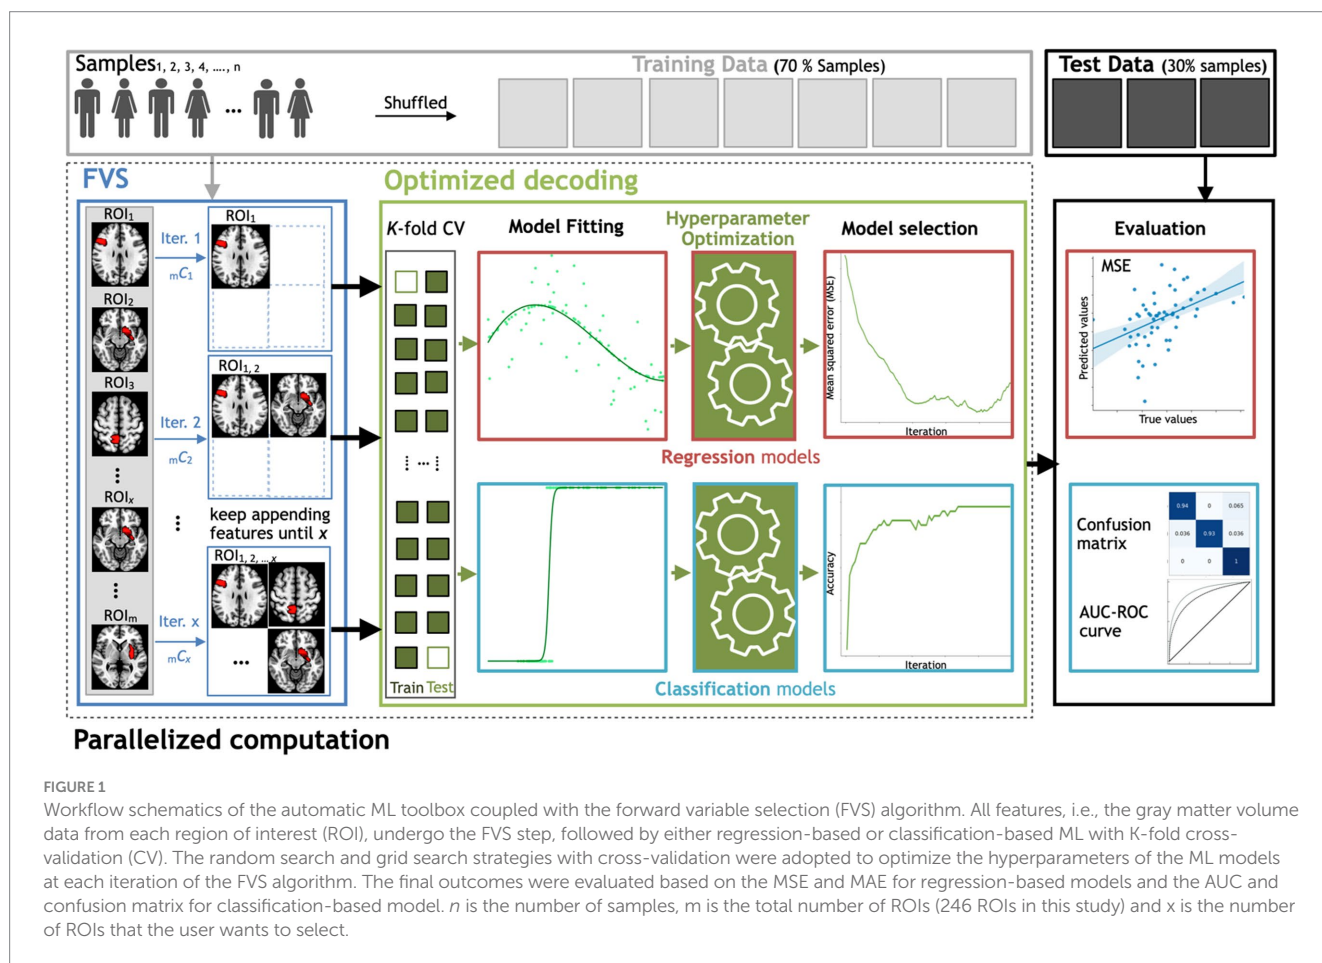 Samples1, 2, 3, 4, ...., n
Shuffled
Training Data (70 % Samples)
Test Data (30% samples)
FVS
Optimized decoding
ROI1
Iter. 1
mC1
ROI1
ROI2
ROI3
Iter. 2
mC2
ROI1, 2
ROIx
keep appending
features until x
ROI1, 2, ... x
ROIm
Iter. x
mCx
...
K-fold CV
Train Test
Model Fitting
Hyperparameter
Optimization
Model selection
Mean squared error (MSE)
Iteration
Regression models
Accuracy
Iteration
Classification models
Evaluation
MSE
Predicted values
True values
Confusion
matrix
0.94 0 0.065
0.036 0.93 0.036
0 0 1
AUC-ROC
curve
Parallelized computation
FIGURE 1
Workflow schematics of the automatic ML toolbox coupled with the forward variable selection (FVS) algorithm. All features, i.e., the gray matter volume
data from each region of interest (ROI), undergo the FVS step, followed by either regression-based or classification-based ML with K-fold cross-
validation (CV). The random search and grid search strategies with cross-validation were adopted to optimize the hyperparameters of the ML models
at each iteration of the FVS algorithm. The final outcomes were evaluated based on the MSE and MAE for regression-based models and the AUC and
confusion matrix for classification-based model. n is the number of samples, m is the total number of ROIs (246 ROIs in this study) and x is the number
of ROIs that the user wants to select.